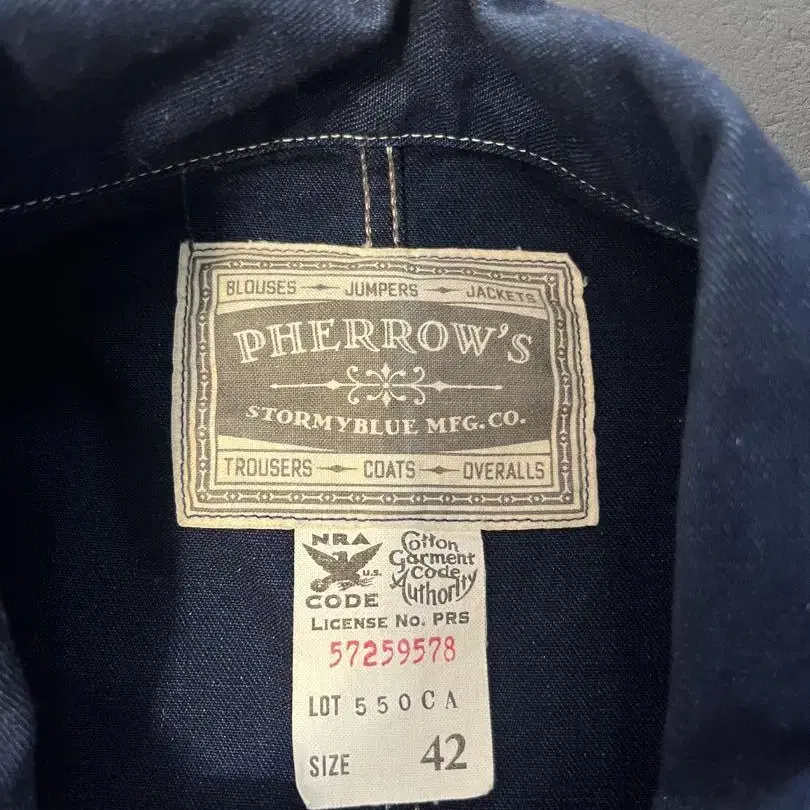 BLOUSES JUMPERS JACKETS
PHERROW'S
STORMYBLUE MFG. CO.
TROUSERS COATS OVERALLS
NRA
U.S.
CODE
Cotton
Garment
Code
Authority
LICENSE No. PRS
57259578
LOT 550CA
SIZE 42